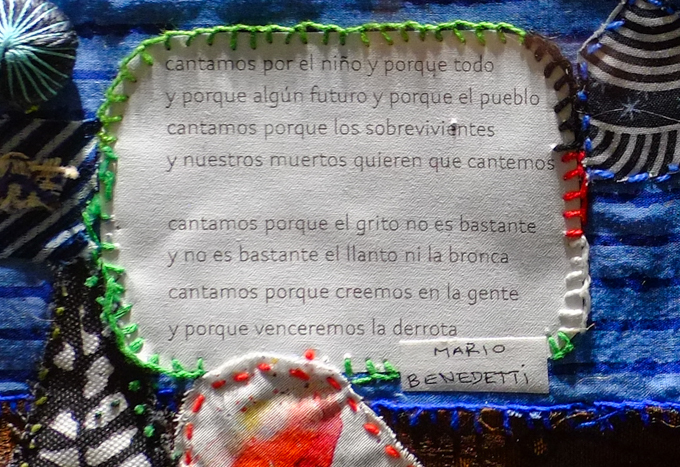 cantamos por el niño y porque todo
y porque algún futuro y porque el pueblo
cantamos porque los sobrevivientes
y nuestros muertos quieren que cantemos
cantamos porque el grito no es bastante
y no es bastante el llanto ni la bronca
cantamos porque creemos en la gente
y porque venceremos la derrota
MARIO
BENEDETTI